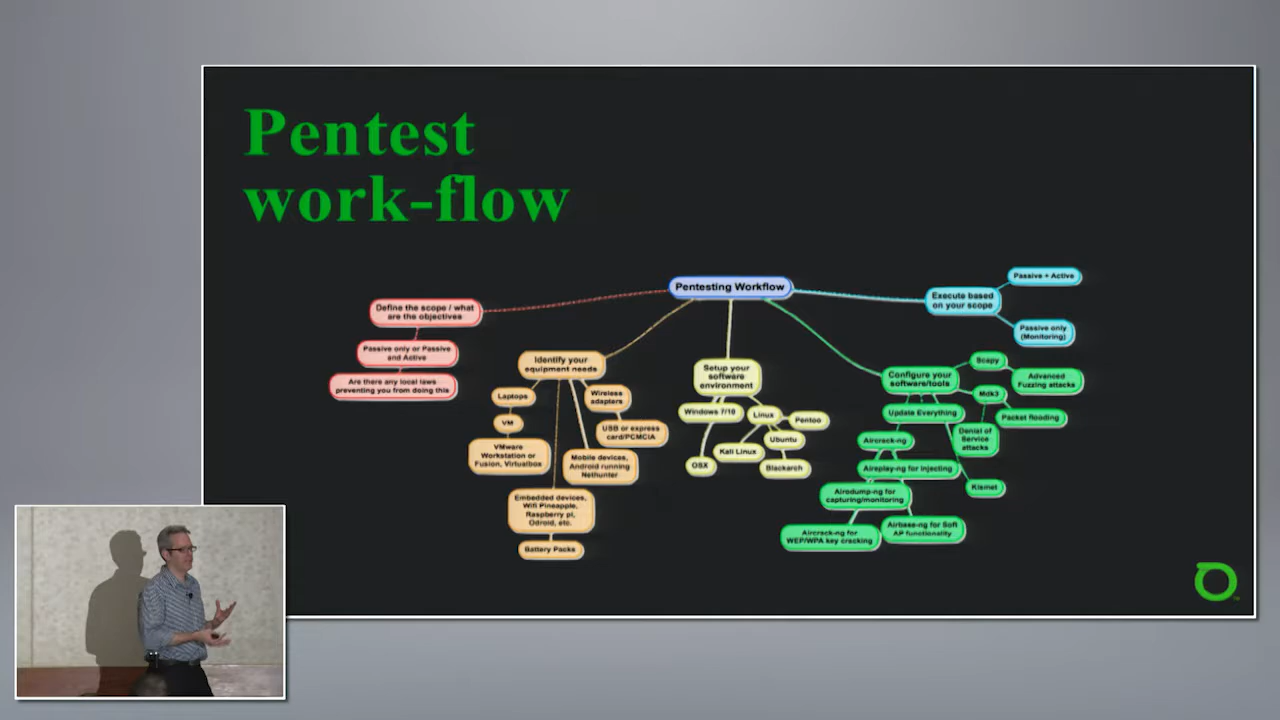 Pentest
work-flow
Pentesting Workflow
Define the scope / what
are the objectives
Passive only or Passive
and Active
Are there any local laws
preventing you from doing this
Identify your
equipment needs
Laptops
VM
VMware
Workstation or
Fusion, Virtualbox
Wireless
adapters
USB or express
card/PCMCIA
Mobile devices,
Android running
Nethunter
Embedded devices,
Wifi Pineapple,
Raspberry pi,
Odroid, etc.
Battery Packs
Setup your
software
environment
Windows 7/10
OSX
Linux
Pentoo
Ubuntu
Kali Linux
Blackarch
Configure your
software/tools
Update Everything
Aircrack-ng
Aireplay-ng for injecting
Airodump-ng for
capturing/monitoring
Aircrack-ng for
WEP/WPA key cracking
Airbase-ng for Soft
AP functionality
Scapy
Advanced
Fuzzing attacks
Mdk3
Packet flooding
Denial of
Service
attacks
Kismet
Execute based
on your scope
Passive + Active
Passive only
(Monitoring)